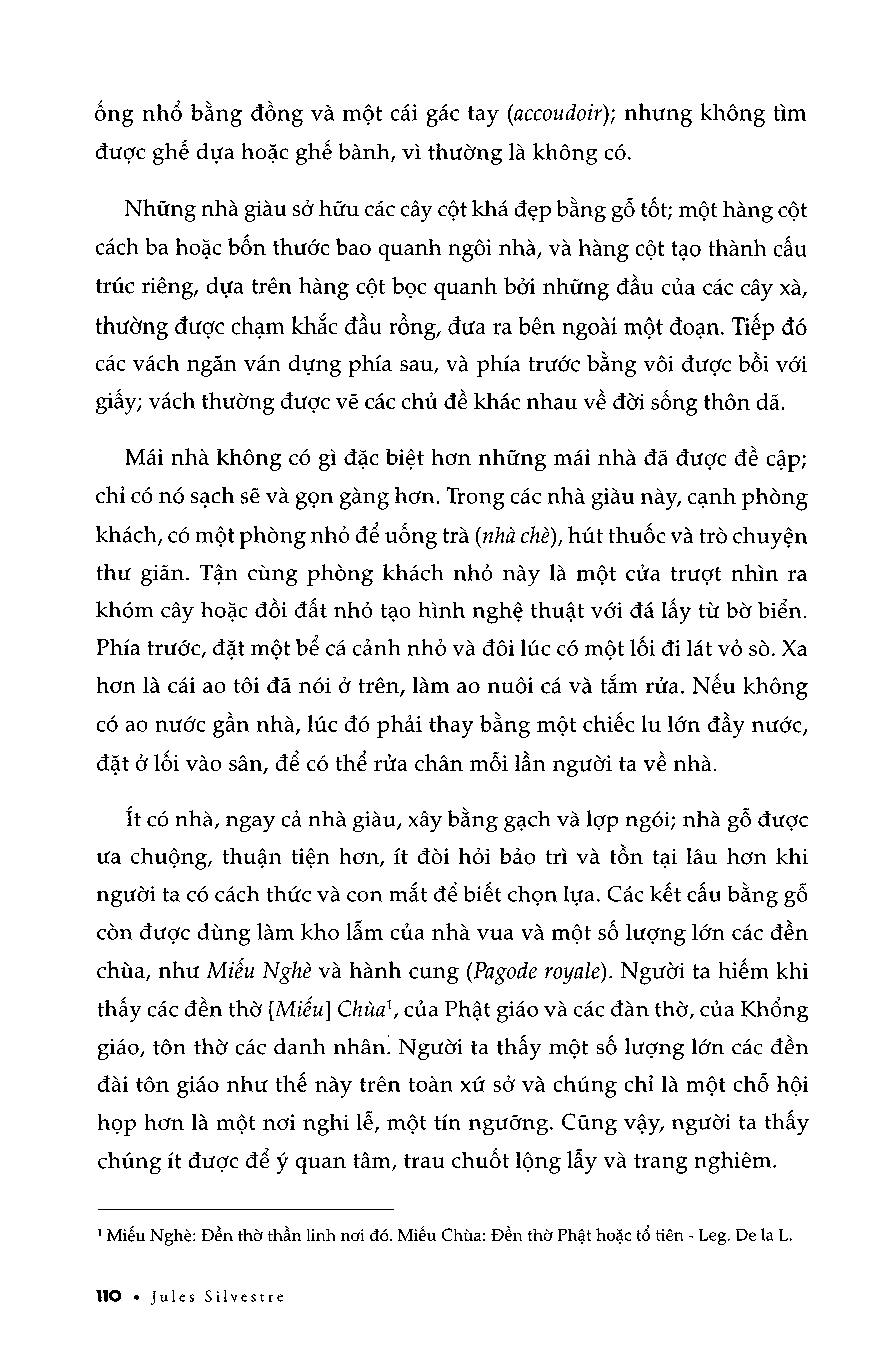 ống nhổ bằng đồng và một cái gác tay (accoudoir); nhưng không tìm
được ghế dựa hoặc ghế bành, vì thường là không có.
Những nhà giàu sở hữu các cây cột khá đẹp bằng gỗ tốt; một hàng cột
cách ba hoặc bốn thước bao quanh ngôi nhà, và hàng cột tạo thành cấu
trúc riêng, dựa trên hàng cột bọc quanh bởi những đầu của các cây xà,
thường được chạm khắc đầu rồng, đưa ra bên ngoài một đoạn. Tiếp đó
các vách ngăn ván dựng phía sau, và phía trước bằng vôi được bồi với
giấy; vách thường được vẽ các chủ đề khác nhau về đời sống thôn dã.
Mái nhà không có gì đặc biệt hơn những mái nhà đã được đề cập;
chỉ có nó sạch sẽ và gọn gàng hơn. Trong các nhà giàu này, cạnh phòng
khách, có một phòng nhỏ để uống trà (nhà chè), hút thuốc và trò chuyện
thư giãn. Tận cùng phòng khách nhỏ này là một cửa trượt nhìn ra
khóm cây hoặc đồi đất nhỏ tạo hình nghệ thuật với đá lấy từ bờ biển.
Phía trước, đặt một bể cá cảnh nhỏ và đôi lúc có một lối đi lát vỏ sò. Xa
hơn là cái ao tôi đã nói ở trên, làm ao nuôi cá và tắm rửa. Nếu không
có ao nước gần nhà, lúc đó phải thay bằng một chiếc lu lớn đầy nước,
đặt ở lối vào sân, để có thể rửa chân mỗi lần người ta về nhà.
Ít có nhà, ngay cả nhà giàu, xây bằng gạch và lợp ngói; nhà gỗ được
ưa chuộng, thuận tiện hơn, ít đòi hỏi bảo trì và tồn tại lâu hơn khi
người ta có cách thức và con mắt để biết chọn lựa. Các kết cấu bằng gỗ
còn được dùng làm kho lẫm của nhà vua và một số lượng lớn các đền
chùa, như Miếu Nghè và hành cung (Pagode royale). Người ta hiếm khi
thấy các đền thờ [Miếu] Chùa¹, của Phật giáo và các đàn thờ, của Khổng
giáo, tôn thờ các danh nhân. Người ta thấy một số lượng lớn các đền
đài tôn giáo như thế này trên toàn xứ sở và chúng chỉ là một chỗ hội
họp hơn là một nơi nghi lễ, một tín ngưỡng. Cũng vậy, người ta thấy
chúng ít được để ý quan tâm, trau chuốt lộng lẫy và trang nghiêm.
¹ Miếu Nghè: Đền thờ thần linh nơi đó. Miếu Chùa: Đền thờ Phật hoặc tổ tiên - Leg. De la L.
110 • Jules Silvestre